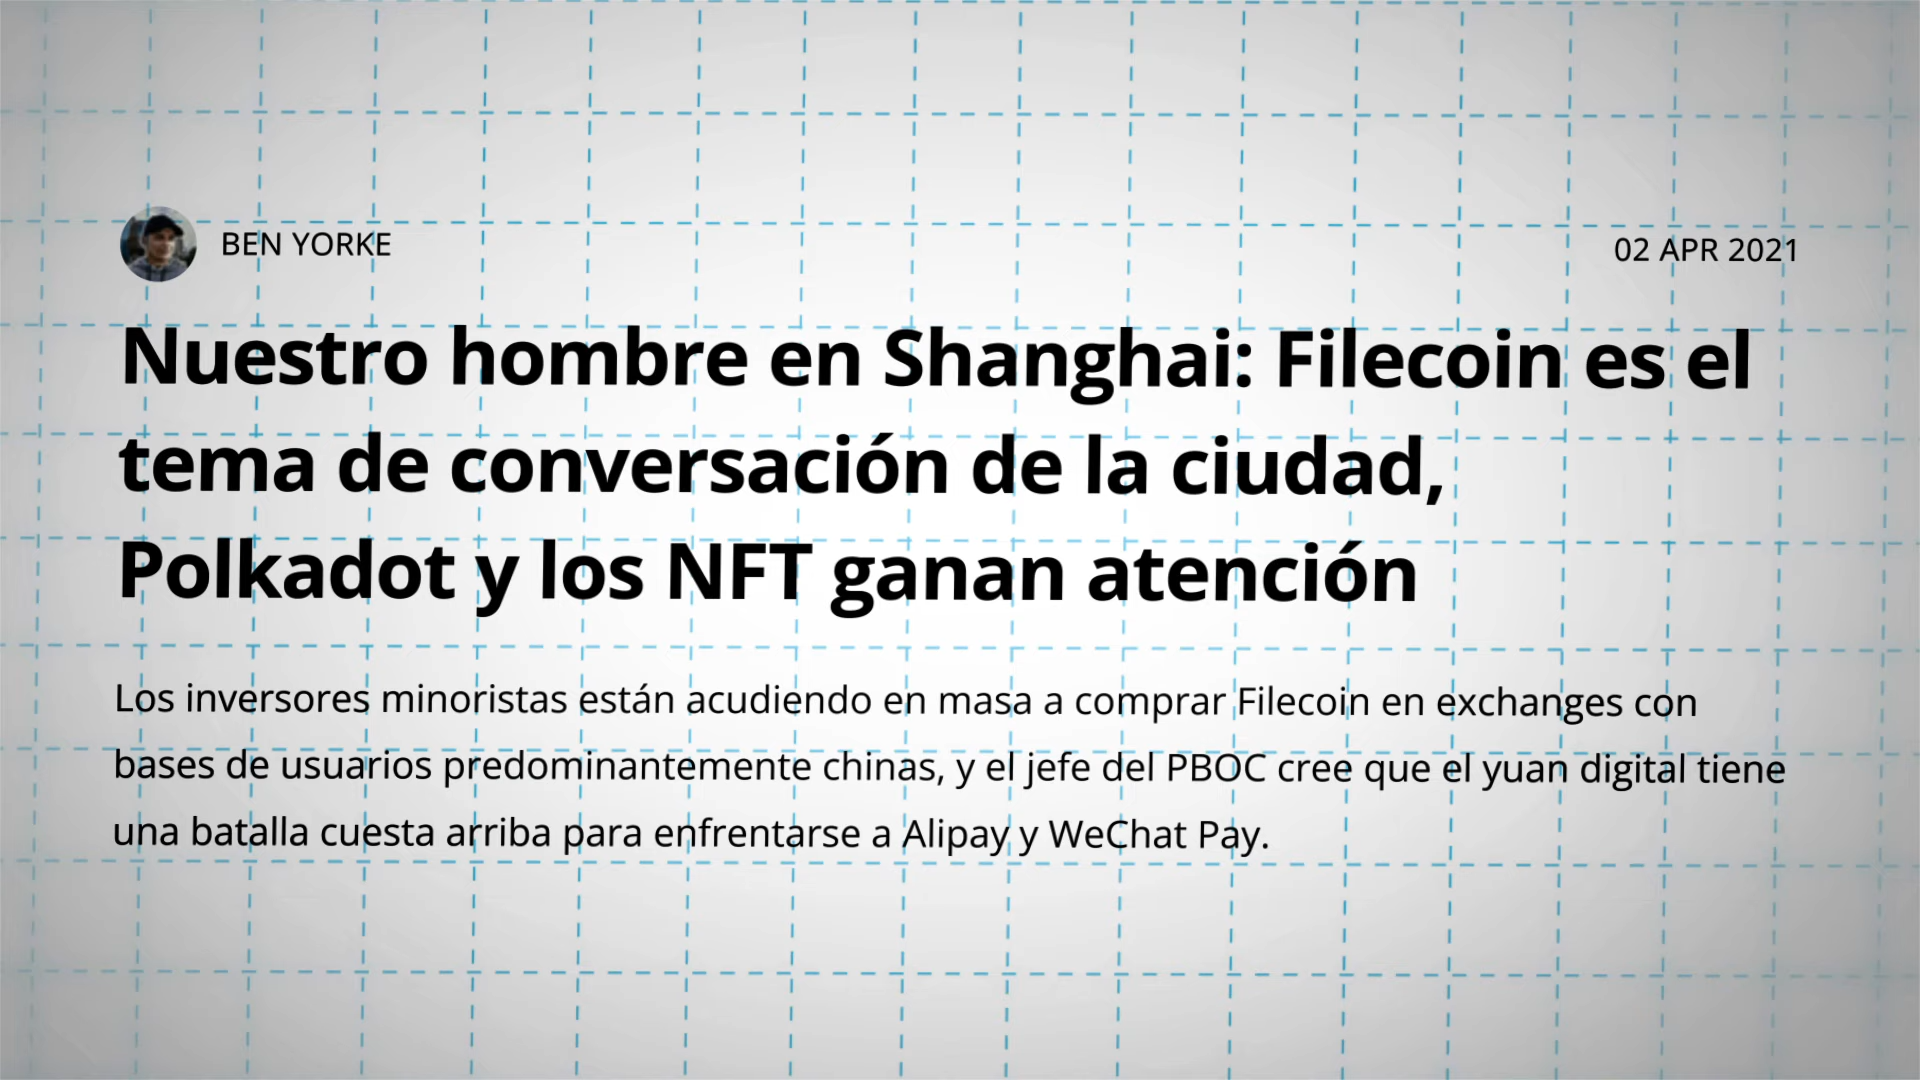 BEN YORKE
02 APR 2021
Nuestro hombre en Shanghai: Filecoin es el
tema de conversación de la ciudad,
Polkadot y los NFT ganan atención
Los inversores minoristas están acudiendo en masa a comprar Filecoin en exchanges con
bases de usuarios predominantemente chinas, y el jefe del PBOC cree que el yuan digital tiene
una batalla cuesta arriba para enfrentarse a Alipay y WeChat Pay.